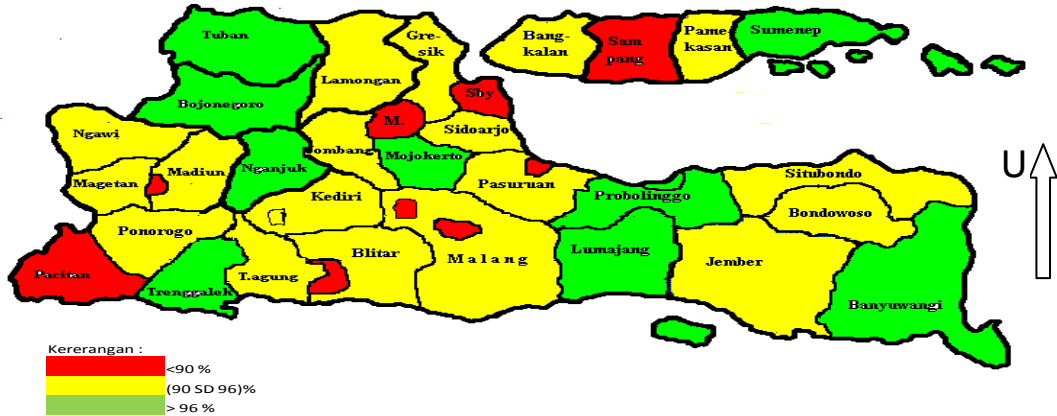 Tuban
Gre-
sik
Bang-
kalan
Sam
pang
Pame-
kasan
Sumenep
Lamongan
Bojonegoro
Sby
M.
Ngawi
Sidoarjo
Jombang
Mojokerto
Magetan
Madiun
Nganjuk
Pasuruan
Situbondo
Kediri
Probolinggo
Bondowoso
Ponorogo
Blitar
Malang
Lumajang
Jember
Pacitan
Trenggalek
T.agung
Banyuwangi
U
Kererangan :
<90 %
(90 SD 96)%
> 96 %